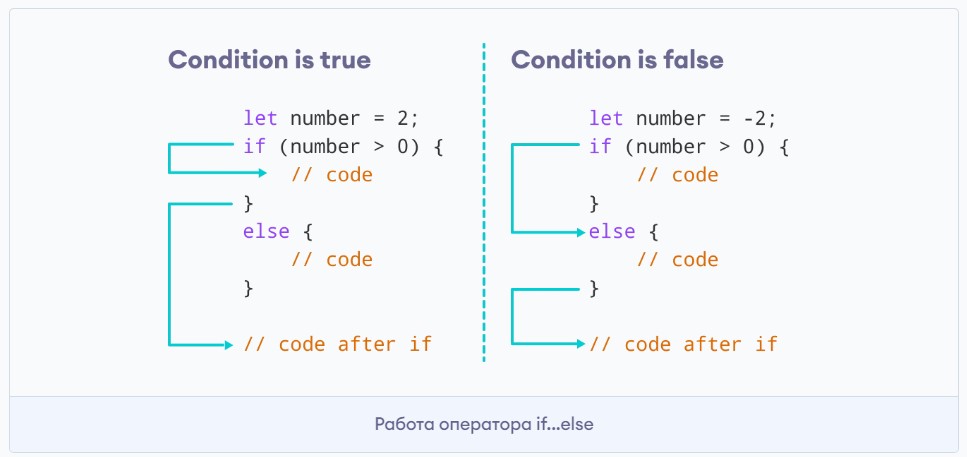 Condition is true
let number = 2;
if (number > 0) {
// code
}
else {
// code
}
// code after if
Condition is false
let number = -2;
if (number > 0) {
// code
}
else {
// code
}
// code after if
Работа оператора if...else